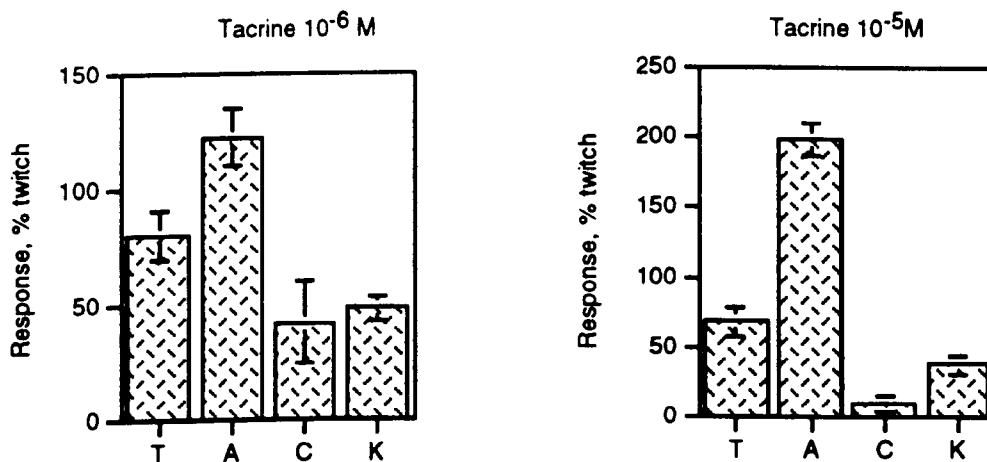 Tacrine 10⁻⁶ M
150
100
50
0
Response, % twitch
T A C K
Tacrine 10⁻⁵M
250
200
150
100
50
0
Response, % twitch
T A C K